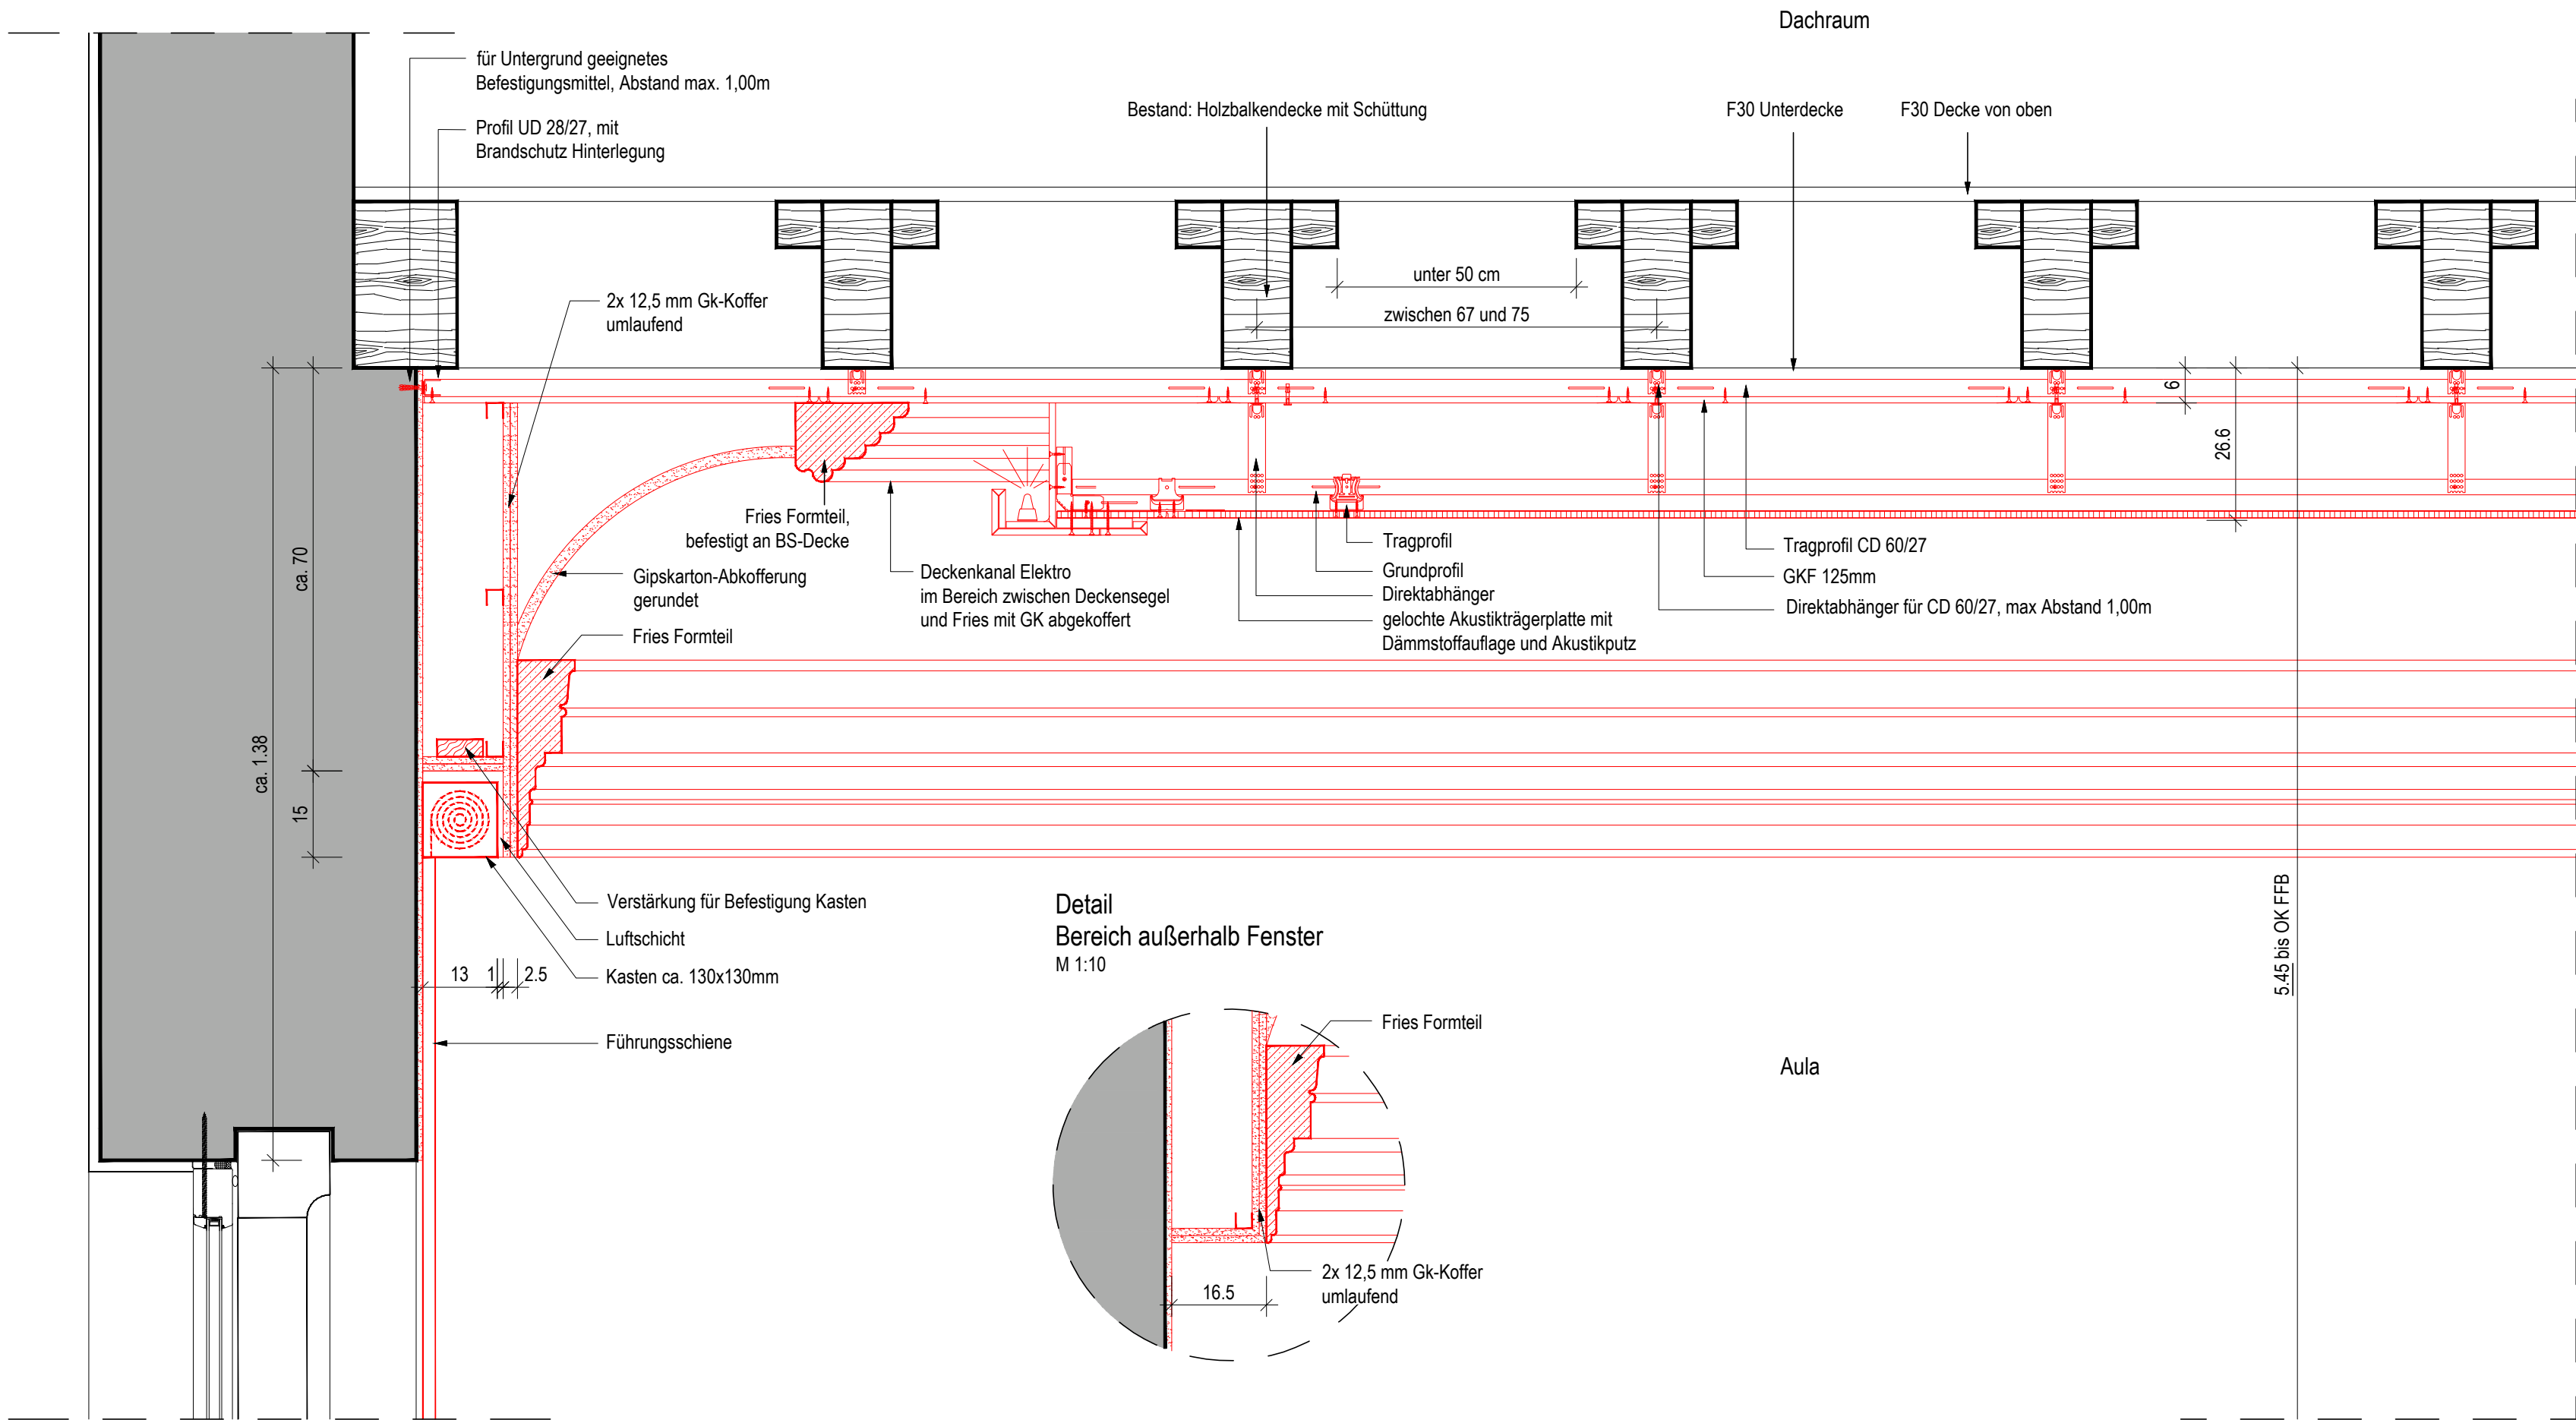 Dachraum
für Untergrund geeignetes
Befestigungsmittel, Abstand max. 1,00m
Profil UD 28/27, mit
Brandschutz Hinterlegung
Bestand: Holzbalkendecke mit Schüttung
F30 Unterdecke
F30 Decke von oben
2x 12,5 mm Gk-Koffer
umlaufend
unter 50 cm
zwischen 67 und 75
6
26.6
ca. 70
ca. 1.38
15
Fries Formteil,
befestigt an BS-Decke
Gipskarton-Abkofferung
gerundet
Fries Formteil
Deckenkanal Elektro
im Bereich zwischen Deckensegel
und Fries mit GK abgekoffert
Tragprofil
Grundprofil
Direktabhänger
gelochte Akustikträgerplatte mit
Dämmstoffauflage und Akustikputz
Tragprofil CD 60/27
GKF 125mm
Direktabhänger für CD 60/27, max Abstand 1,00m
Verstärkung für Befestigung Kasten
Luftschicht
Kasten ca. 130x130mm
13
1
2.5
Führungsschiene
Detail
Bereich außerhalb Fenster
M 1:10
Fries Formteil
16.5
2x 12,5 mm Gk-Koffer
umlaufend
Aula
5.45 bis OK FFB